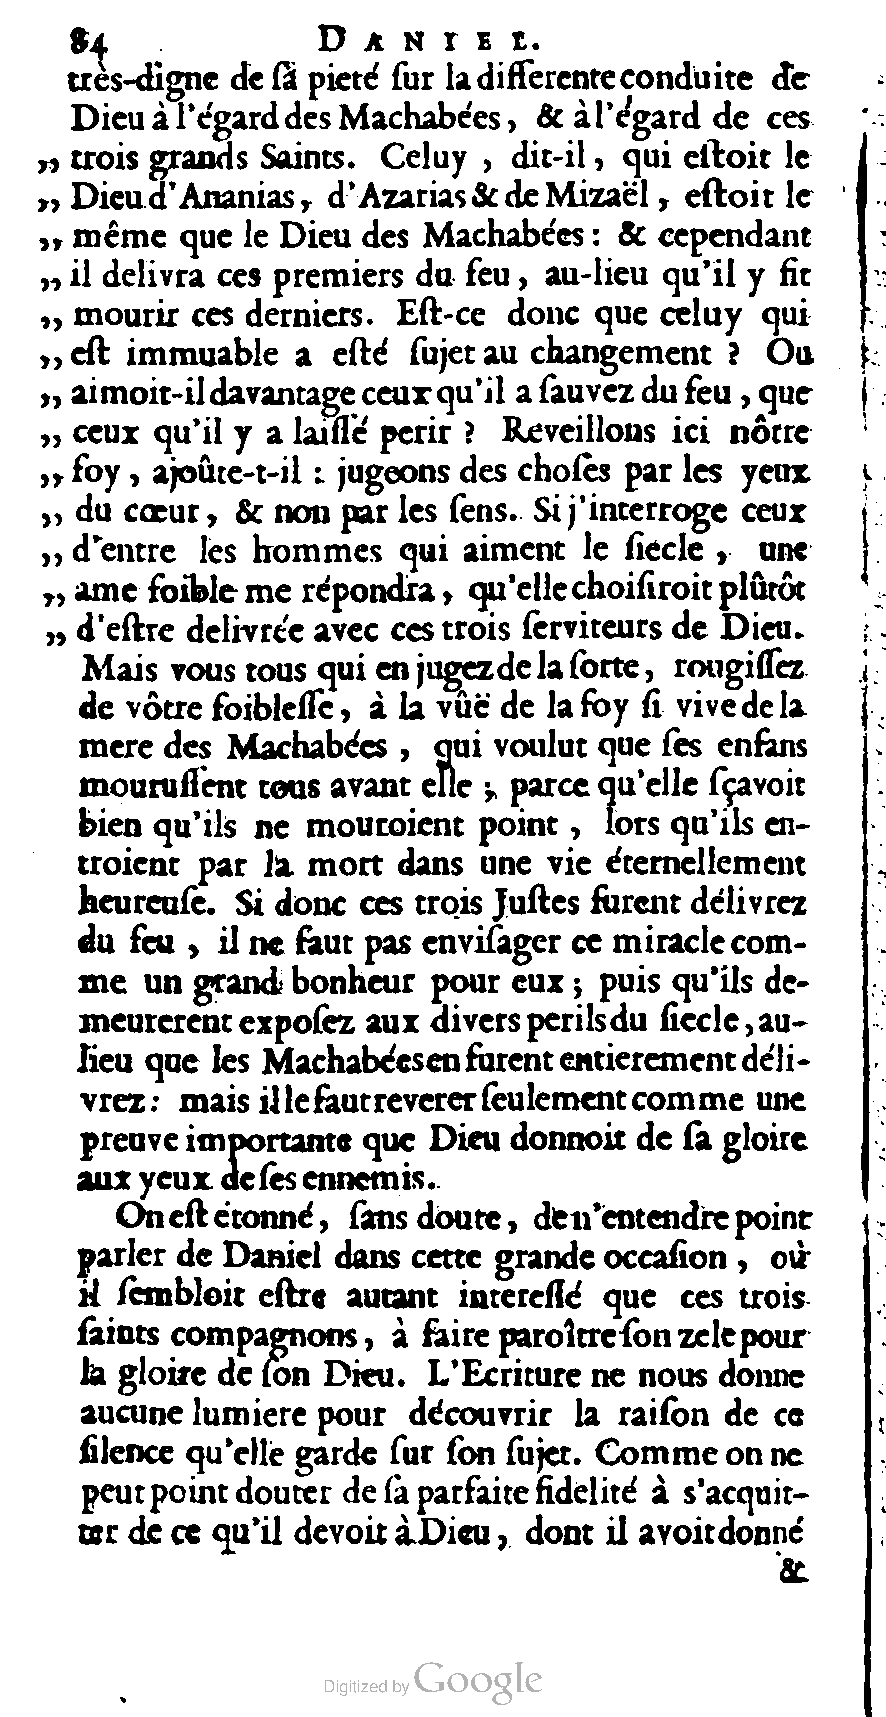 84 DANIEL.
très-digne de ſa pieté ſur la differente conduite de
Dieu à l'égard des Machabées, & à l'égard de ces
„ trois grands Saints. Celuy, dit-il, qui eſtoit le
„ Dieu d'Ananias, d'Azarias & de Mizaël, eſtoit le
„ même que le Dieu des Machabées: & cependant
„ il delivra ces premiers du feu, au-lieu qu'il y fit
„ mourir ces derniers. Eſt-ce donc que celuy qui
„ eſt immuable a eſté ſujet au changement ? Ou
„ aimoit-il davantage ceux qu'il a ſauvez du feu, que
„ ceux qu'il y a laiſſé perir ? Reveillons ici nôtre
„ foy, ajoûte-t-il : jugeons des choſes par les yeux
„ du cœur, & non par les ſens. Si j'interroge ceux
„ d'entre les hommes qui aiment le ſiecle, une
„ ame foible me répondra, qu'elle choiſiroit plûtôt
„ d'eſtre delivrée avec ces trois ſerviteurs de Dieu.
Mais vous tous qui en jugez de la ſorte, rougiſſez
de vôtre foibleſſe, à la vûë de la foy ſi vive de la
mere des Machabées, qui voulut que ſes enfans
mouruſſent tous avant elle ; parce qu'elle ſçavoit
bien qu'ils ne mouroient point, lors qu'ils en-
troient par la mort dans une vie éternellement
heureuſe. Si donc ces trois Juſtes furent délivrez
du feu, il ne faut pas enviſager ce miracle com-
me un grand bonheur pour eux ; puis qu'ils de-
meurerent expoſez aux divers perils du ſiecle, au-
lieu que les Machabées en furent entierement déli-
vrez: mais il le faut reverer ſeulement comme une
preuve importante que Dieu donnoit de ſa gloire
aux yeux de ſes ennemis.
On eſt étonné, ſans doute, de n'entendre point
parler de Daniel dans cette grande occaſion, où
il ſembloit eſtre autant intereſſé que ces trois
ſaints compagnons, à faire paroître ſon zele pour
la gloire de ſon Dieu. L'Ecriture ne nous donne
aucune lumiere pour découvrir la raiſon de ce
ſilence qu'elle garde ſur ſon ſujet. Comme on ne
peut point douter de ſa parfaite fidelité à s'acquit-
ter de ce qu'il devoit à Dieu, dont il avoit donné
&
Digitized by Google